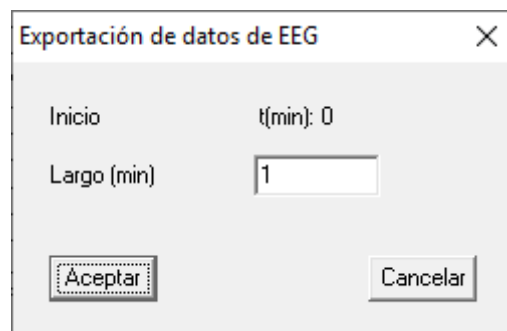 Exportación de datos de EEG
Inicio t(min): 0
Largo (min) 1
Aceptar Cancelar